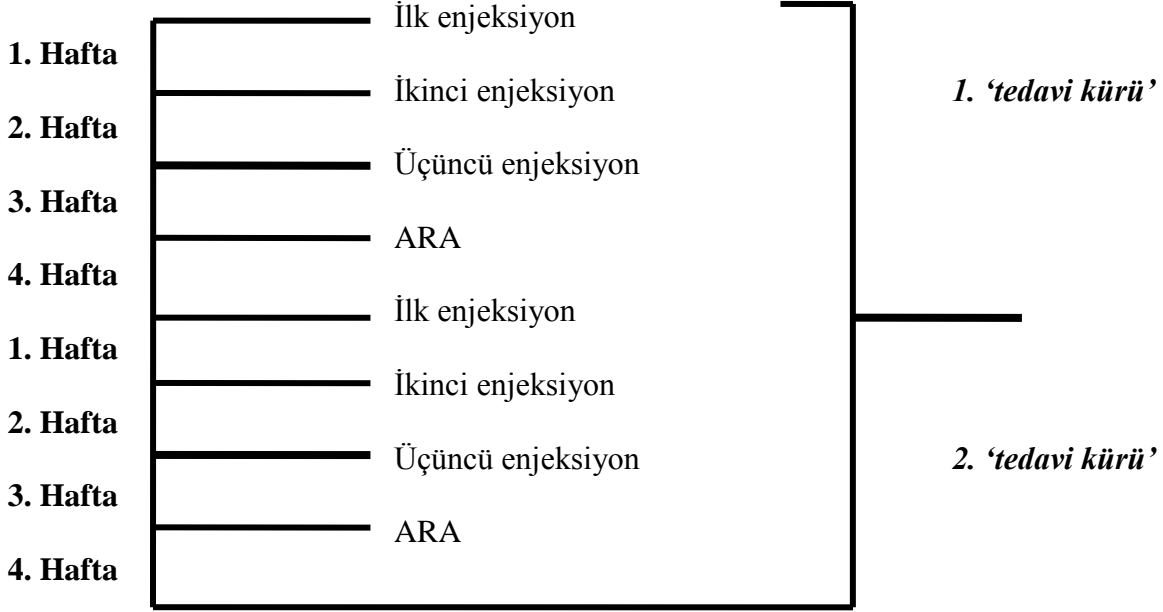 İlk enjeksiyon
1. Hafta
İkinci enjeksiyon
1. ‘tedavi kürü’
2. Hafta
Üçüncü enjeksiyon
3. Hafta
ARA
4. Hafta
İlk enjeksiyon
1. Hafta
İkinci enjeksiyon
2. Hafta
Üçüncü enjeksiyon
2. ‘tedavi kürü’
3. Hafta
ARA
4. Hafta